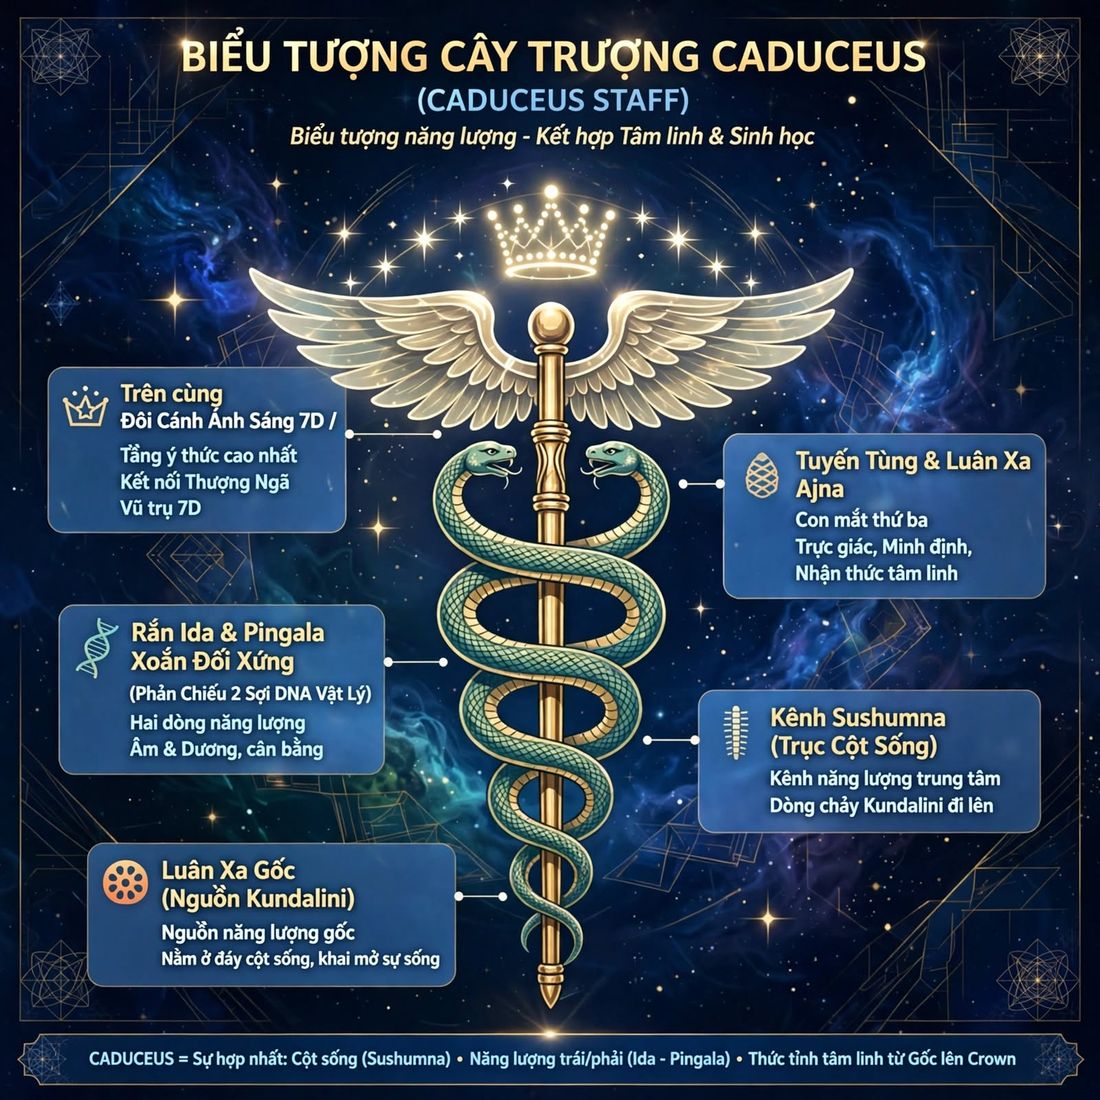 BIỂU TƯỢNG CÂY TRƯỢNG CADUCEUS
(CADUCEUS STAFF)
Biểu tượng năng lượng - Kết hợp Tâm linh & Sinh học
Trên cùng
Đôi Cánh Ánh Sáng 7D /
Tầng ý thức cao nhất
Kết nối Thượng Ngã
Vũ trụ 7D
Tuyến Tùng & Luân Xa
Ajna
Con mắt thứ ba
Trực giác, Minh định,
Nhận thức tâm linh
Rắn Ida & Pingala
Xoắn Đối Xứng
(Phản Chiếu 2 Sợi DNA Vật Lý)
Hai dòng năng lượng
Âm & Dương, cân bằng
Kênh Sushumna
(Trục Cột Sống)
Kênh năng lượng trung tâm
Dòng chảy Kundalini đi lên
Luân Xa Gốc
(Nguồn Kundalini)
Nguồn năng lượng gốc
Nằm ở đáy cột sống, khai mở sự sống
CADUCEUS = Sự hợp nhất: Cột sống (Sushumna) • Năng lượng trái/phải (Ida - Pingala) • Thức tỉnh tâm linh từ Gốc lên Crown